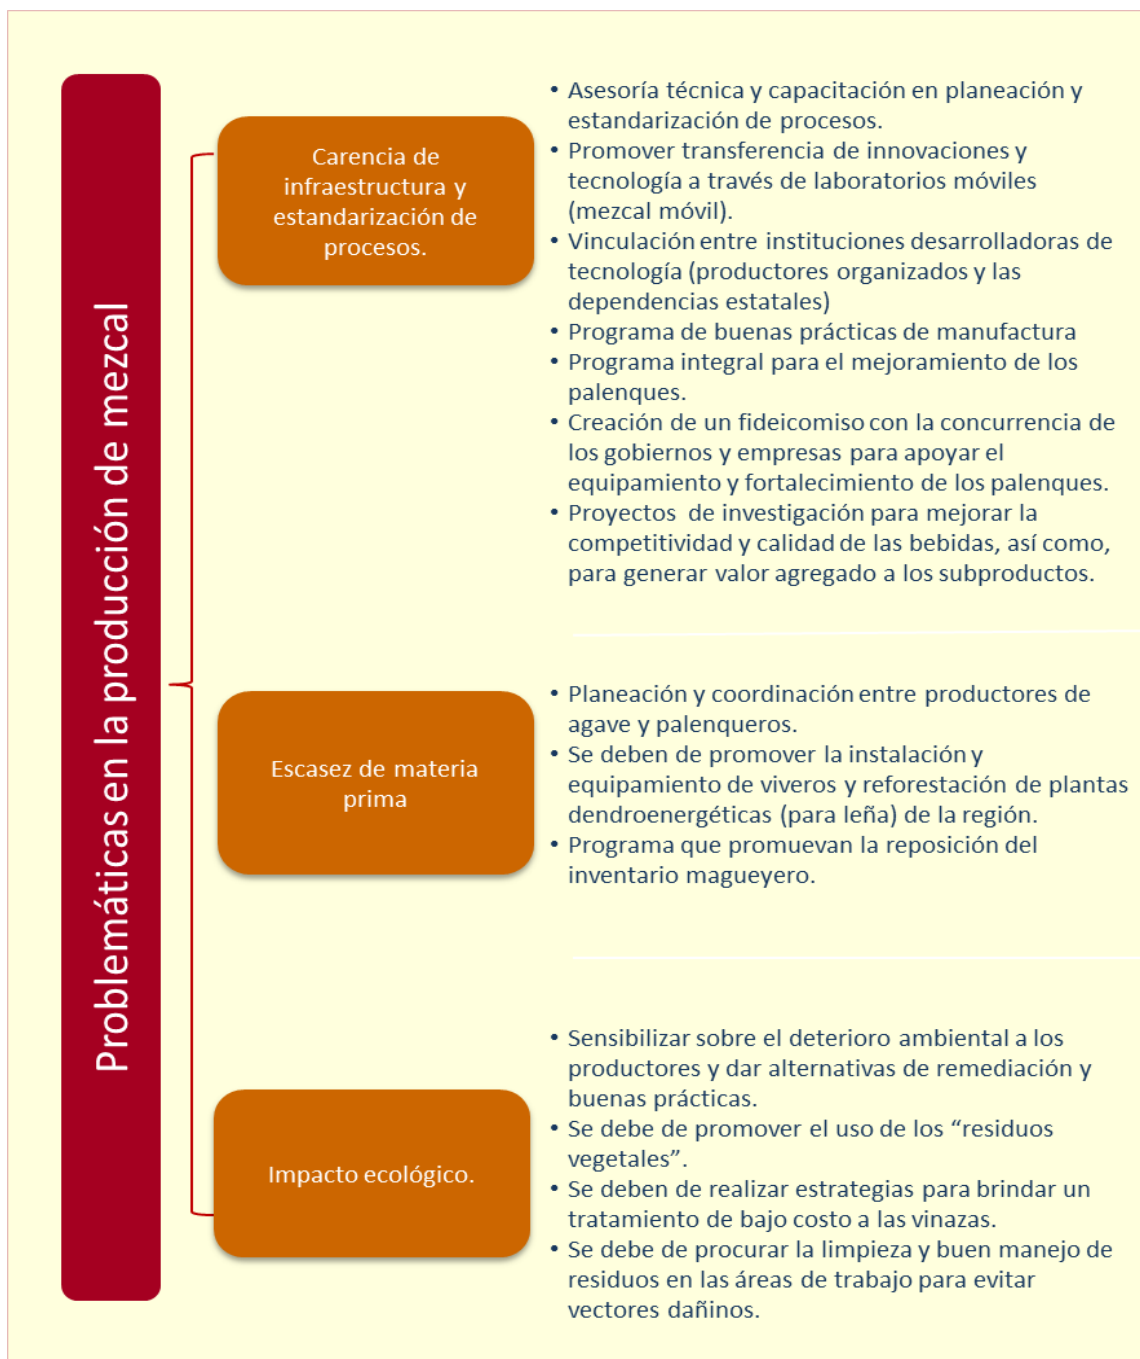 Problemáticas en la producción de mezcal
Carencia de
infraestructura y
estandarización de
procesos.
• Asesoría técnica y capacitación en planeación y
estandarización de procesos.
• Promover transferencia de innovaciones y
tecnología a través de laboratorios móviles
(mezcal móvil).
• Vinculación entre instituciones desarrolladoras de
tecnología (productores organizados y las
dependencias estatales)
• Programa de buenas prácticas de manufactura
• Programa integral para el mejoramiento de los
palenques.
• Creación de un fideicomiso con la concurrencia de
los gobiernos y empresas para apoyar el
equipamiento y fortalecimiento de los palenques.
• Proyectos de investigación para mejorar la
competitividad y calidad de las bebidas, así como,
para generar valor agregado a los subproductos.
Escasez de materia
prima
• Planeación y coordinación entre productores de
agave y palenqueros.
• Se deben de promover la instalación y
equipamiento de viveros y reforestación de plantas
dendroenergéticas (para leña) de la región.
• Programa que promuevan la reposición del
inventario magueyero.
Impacto ecológico.
• Sensibilizar sobre el deterioro ambiental a los
productores y dar alternativas de remediación y
buenas prácticas.
• Se debe de promover el uso de los “residuos
vegetales”.
• Se deben de realizar estrategias para brindar un
tratamiento de bajo costo a las vinazas.
• Se debe de procurar la limpieza y buen manejo de
residuos en las áreas de trabajo para evitar
vectores dañinos.